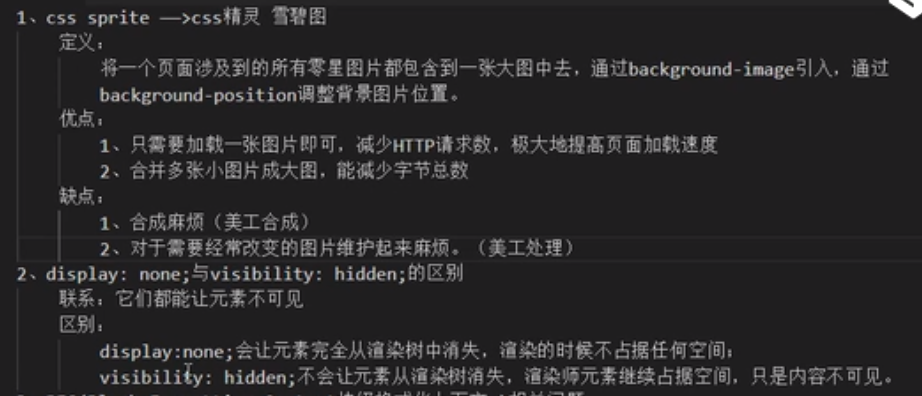 1、css sprite ——>css精灵 雪碧图
定义：
将一个页面涉及到的所有零星图片都包含到一张大图中去，通过background-image引入，通过
background-position调整背景图片位置。
优点：
1、只需要加载一张图片即可，减少HTTP请求数，极大地提高页面加载速度
2、合并多张小图片成大图，能减少字节总数
缺点：
1、合成麻烦（美工合成）
2、对于需要经常改变的图片维护起来麻烦。（美工处理）
2、display: none;与visibility: hidden;的区别
联系：它们都能让元素不可见
区别：
display:none;会让元素完全从渲染树中消失，渲染的时候不占据任何空间；
visibility: hidden;不会让元素从渲染树消失，渲染师元素继续占据空间，只是内容不可见。